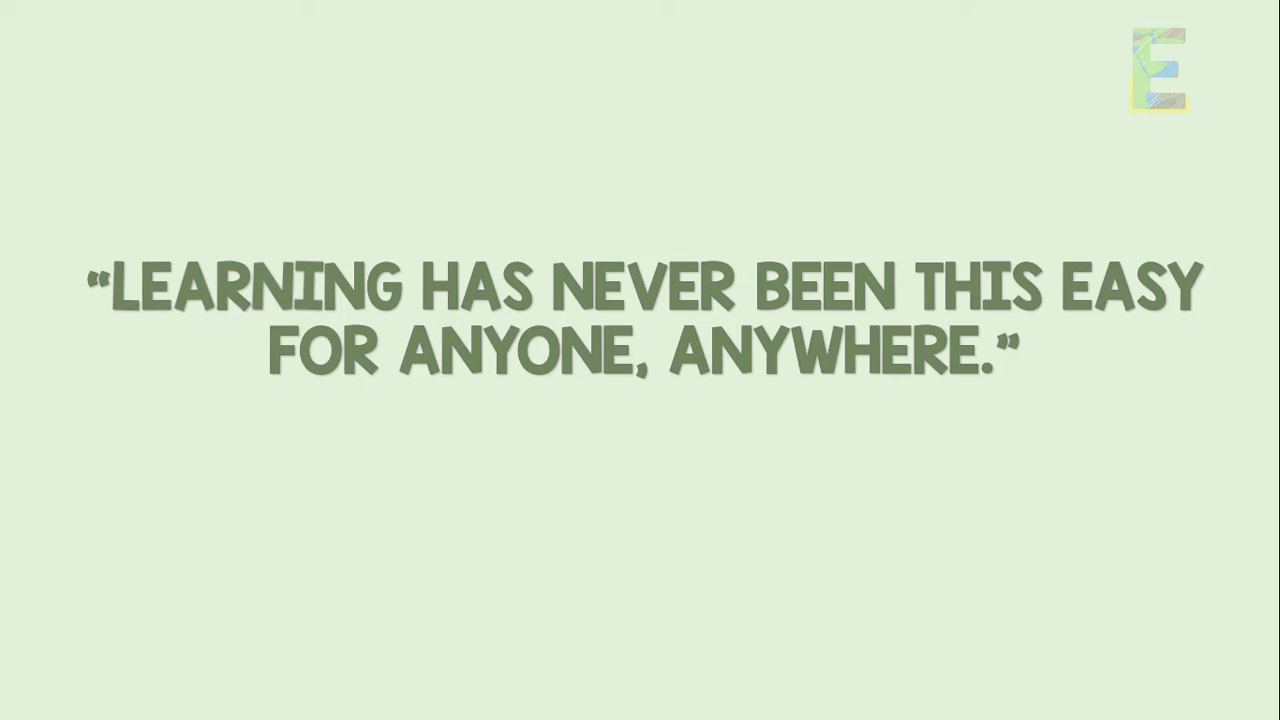 E
“LEARNING HAS NEVER BEEN THIS EASY
FOR ANYONE, ANYWHERE.”